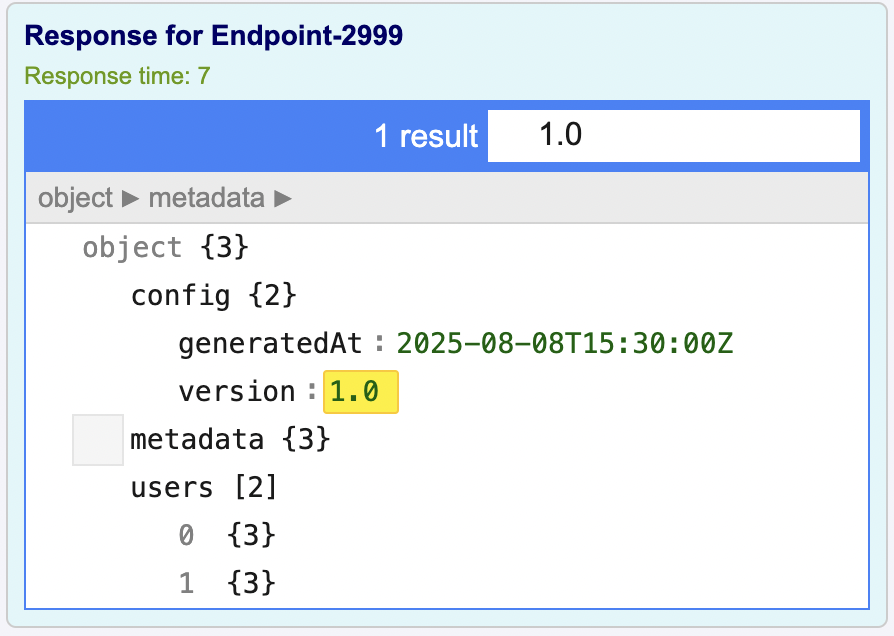 Response for Endpoint-2999
Response time: 7
1 result 1.0
object ► metadata ►
object {3}
config {2}
generatedAt : 2025-08-08T15:30:00Z
version : 1.0
metadata {3}
users [2]
0 {3}
1 {3}